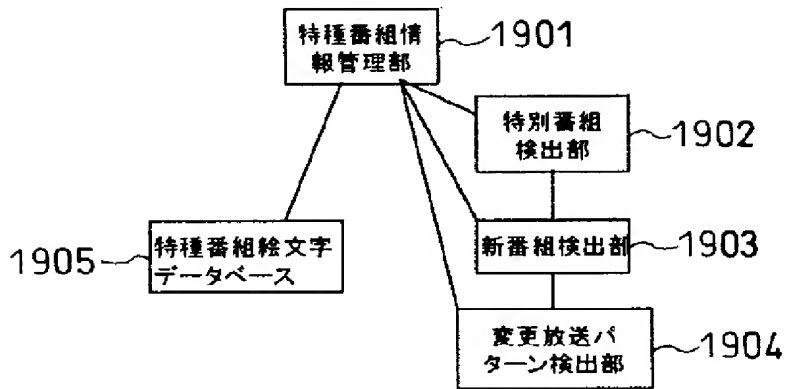 特種番組情
報管理部
1901
特別番組
検出部
1902
新番組検出部
1903
1905
特種番組絵文字
データベース
変更放送パ
ターン検出部
1904